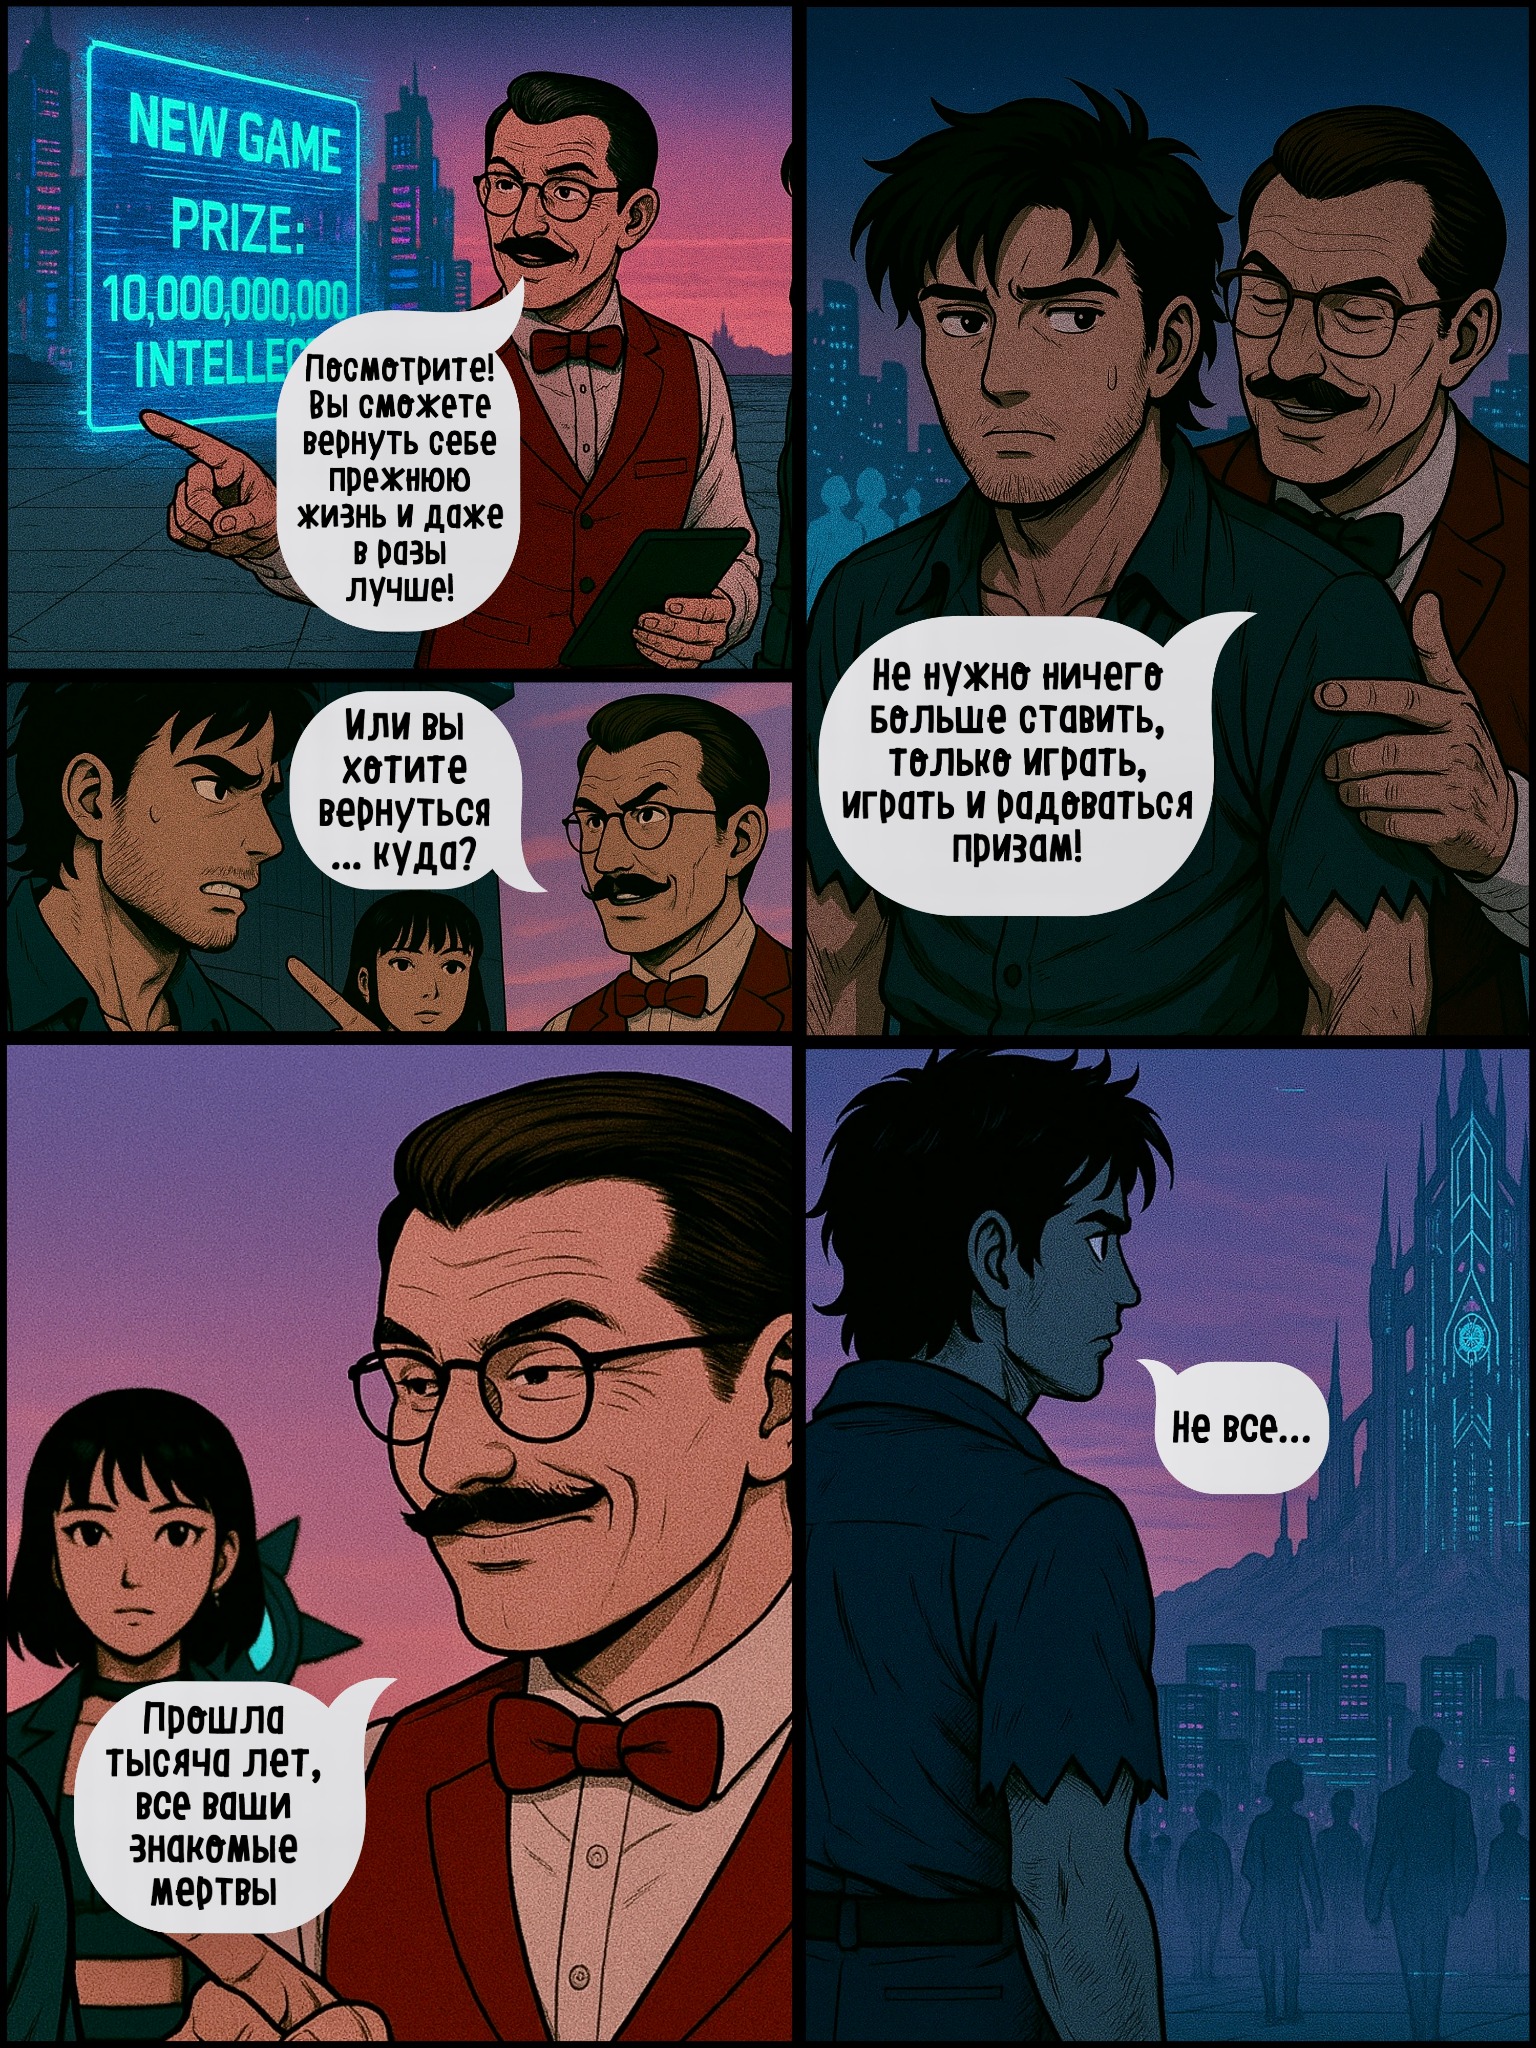 NEW GAME
PRIZE:
10,000,000,000
Посмотрите!
Вы сможете
вернуть себе
прежнюю
жизнь и даже
в разы
лучше!
Не нужно ничего
больше ставить,
только играть,
играть и радоваться
призам!
Или вы
хотите
вернуться
... куда?
Прошла
тысяча лет,
все ваши
знакомые
мертвы
Не все...